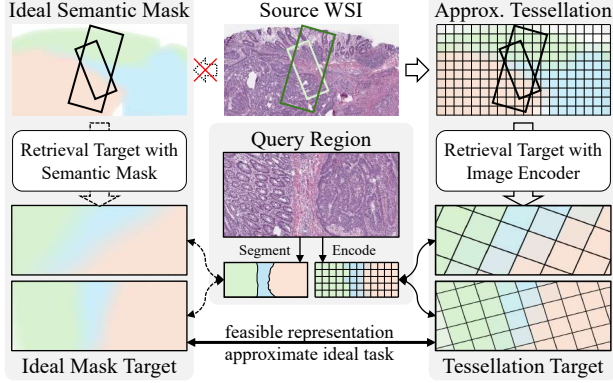 Ideal Semantic Mask
Source WSI
Approx. Tessellation
Retrieval Target with
Semantic Mask
Query Region
Retrieval Target with
Image Encoder
Segment
Encode
feasible representation
approximate ideal task
Ideal Mask Target
Tessellation Target